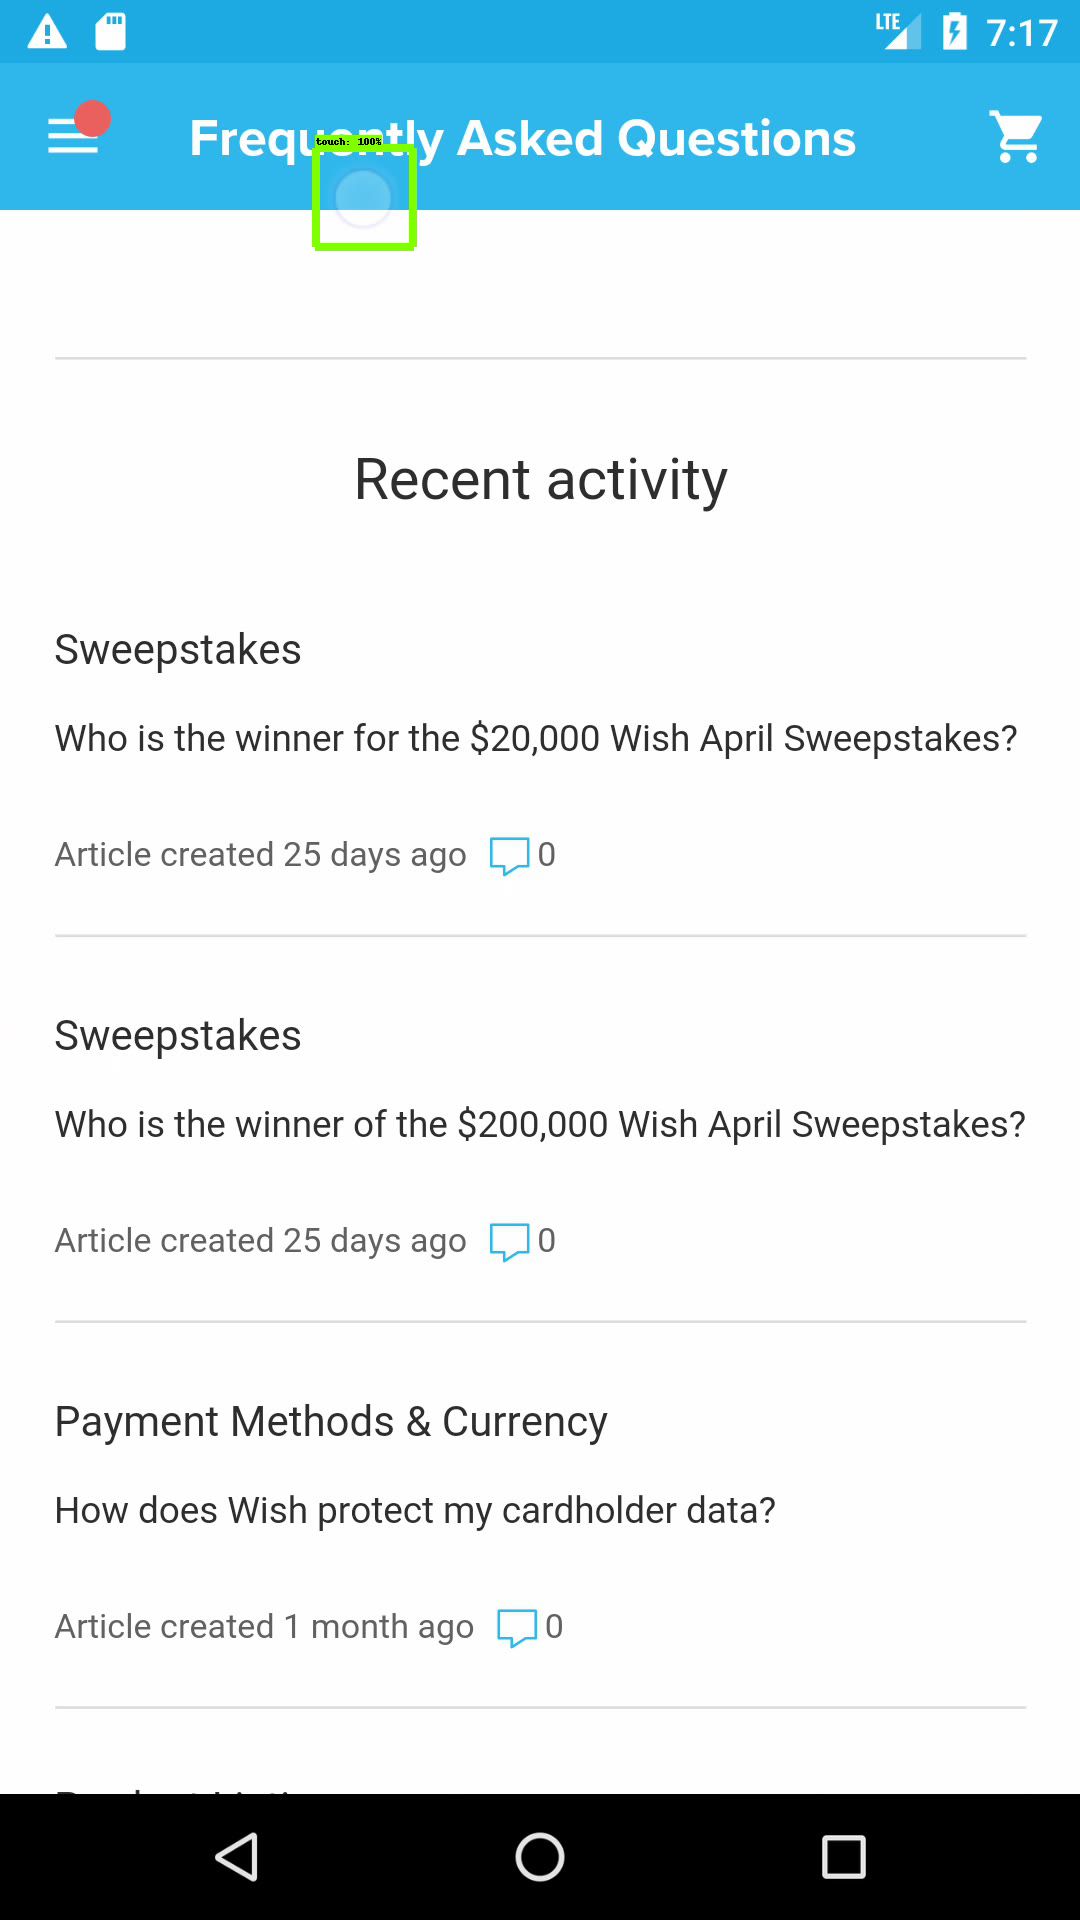 LTE 7:17
Frequently Asked Questions
touch: 100%
Recent activity
Sweepstakes
Who is the winner for the $20,000 Wish April Sweepstakes?
Article created 25 days ago 0
Sweepstakes
Who is the winner of the $200,000 Wish April Sweepstakes?
Article created 25 days ago 0
Payment Methods & Currency
How does Wish protect my cardholder data?
Article created 1 month ago 0